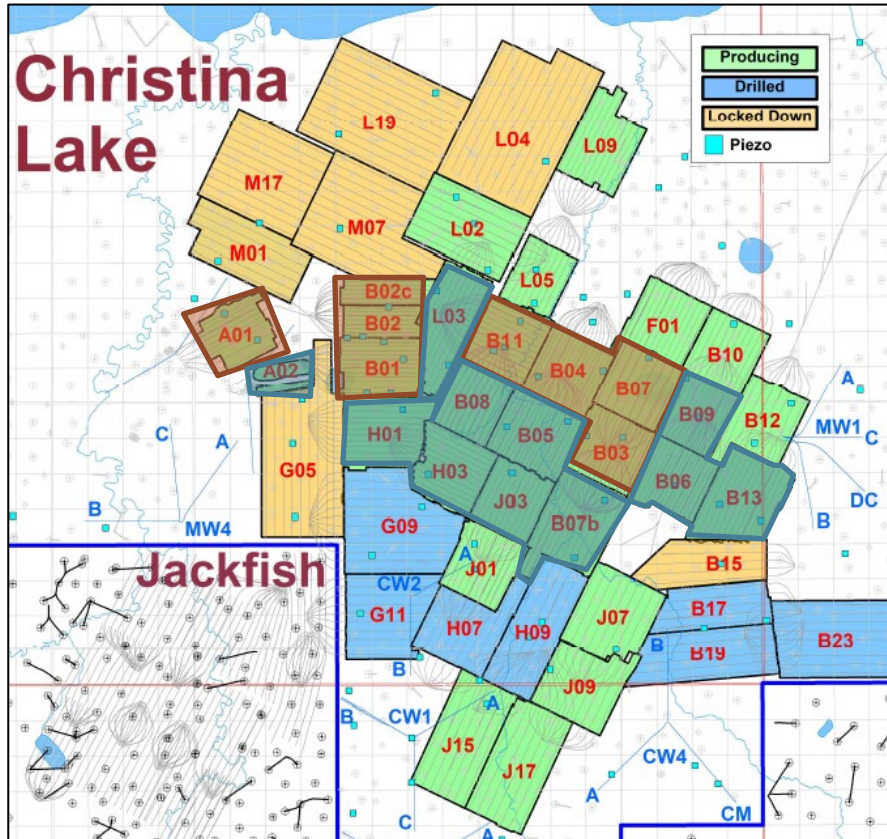 Christina
Lake
Producing
Drilled
Locked Down
Piezo
L19
L04
L09
M17
M07
L02
M01
L05
B02c
A01
B02
L03
F01
B11
B10
B01
B04
B07
A02
A
B08
B09
B12
MW1
C
A
H01
B05
B03
C
G05
H03
B06
DC
J03
B13
B
G09
B07b
B
MW4
A
B15
Jackfish
J01
CW2
B17
G11
H07
H09
J07
B
B19
B23
B
J09
A
B
CW1
J15
CW4
J17
A
C
CM
A